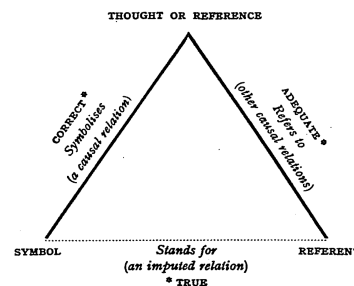 THOUGHT OR REFERENCE
CORRECT*
Symbolises
(a causal relation)
ADEQUATE*
Refers to
(other causal relations)
SYMBOL
Stands for
(an imputed relation)
* TRUE
REFEREN